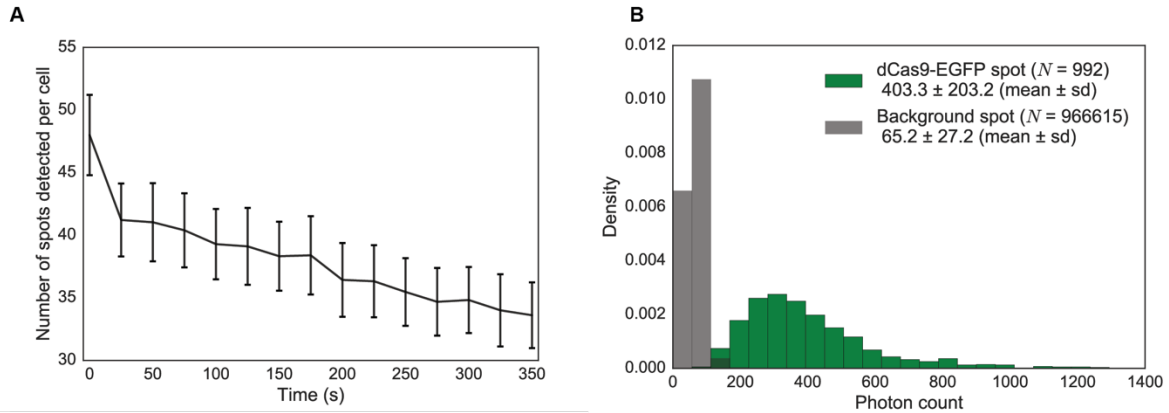 A
55
50
45
40
35
30
Number of spots detected per cell
0 50 100 150 200 250 300 350
Time (s)
B
0.012
0.010
0.008
0.006
0.004
0.002
0.000
Density
dCas9-EGFP spot (N = 992)
403.3 ± 203.2 (mean ± sd)
Background spot (N = 966615)
65.2 ± 27.2 (mean ± sd)
0 200 400 600 800 1000 1200 1400
Photon count